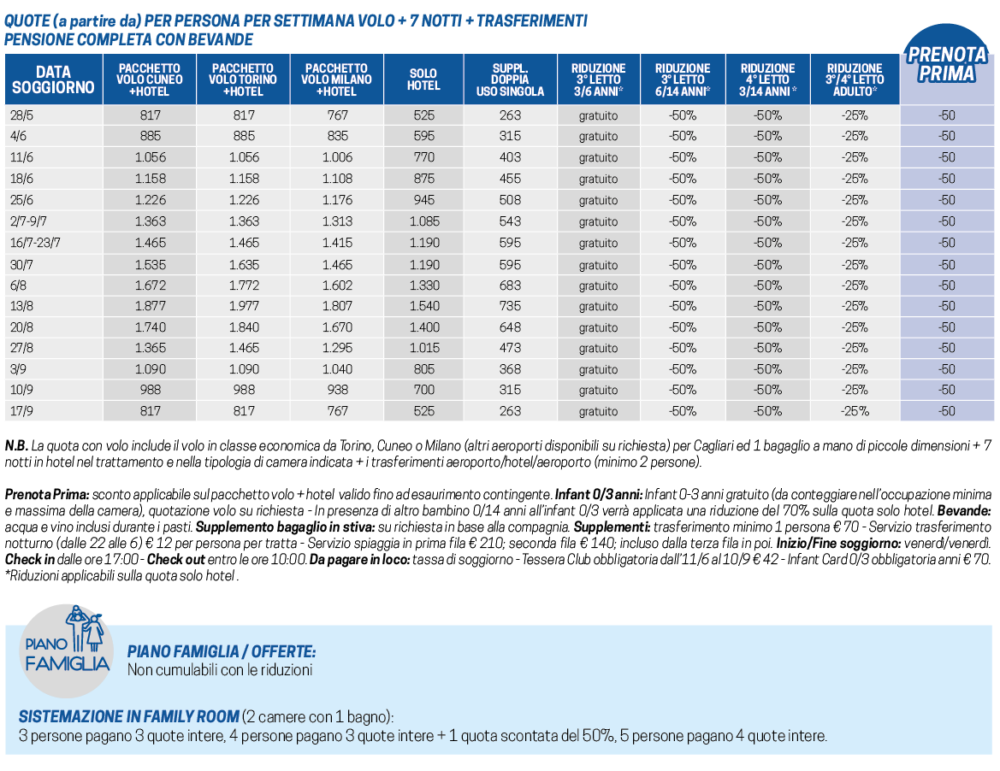 QUOTE (a partire da) PER PERSONA PER SETTIMANA VOLO + 7 NOTTI + TRASFERIMENTI
PENSIONE COMPLETA CON BEVANDE
DATA SOGGIORNO | PACCHETTO VOLO CUNEO +HOTEL | PACCHETTO VOLO TORINO +HOTEL | PACCHETTO VOLO MILANO +HOTEL | SOLO HOTEL | SUPPL. DOPPIA USO SINGOLA | RIDUZIONE 3° LETTO 3/6 ANNI* | RIDUZIONE 3° LETTO 6/14 ANNI* | RIDUZIONE 4° LETTO 3/14 ANNI * | RIDUZIONE 3°/4° LETTO ADULTO* | PRENOTA PRIMA
28/5 817 817 767 525 263 gratuito -50% -50% -25% -50
4/6 885 885 835 595 315 gratuito -50% -50% -25% -50
11/6 1.056 1.056 1.006 770 403 gratuito -50% -50% -25% -50
18/6 1.158 1.158 1.108 875 455 gratuito -50% -50% -25% -50
25/6 1.226 1.226 1.176 945 508 gratuito -50% -50% -25% -50
2/7-9/7 1.363 1.363 1.313 1.085 543 gratuito -50% -50% -25% -50
16/7-23/7 1.465 1.465 1.415 1.190 595 gratuito -50% -50% -25% -50
30/7 1.535 1.635 1.465 1.190 595 gratuito -50% -50% -25% -50
6/8 1.672 1.772 1.602 1.330 683 gratuito -50% -50% -25% -50
13/8 1.877 1.977 1.807 1.540 735 gratuito -50% -50% -25% -50
20/8 1.740 1.840 1.670 1.400 648 gratuito -50% -50% -25% -50
27/8 1.365 1.465 1.295 1.015 473 gratuito -50% -50% -25% -50
3/9 1.090 1.090 1.040 805 368 gratuito -50% -50% -25% -50
10/9 988 988 938 700 315 gratuito -50% -50% -25% -50
17/9 817 817 767 525 263 gratuito -50% -50% -25% -50
N.B. La quota con volo include il volo in classe economica da Torino, Cuneo o Milano (altri aeroporti disponibili su richiesta) per Cagliari ed 1 bagaglio a mano di piccole dimensioni + 7
notti in hotel nel trattamento e nella tipologia di camera indicata + i trasferimenti aeroporto/hotel/aeroporto (minimo 2 persone).
Prenota Prima: sconto applicabile sul pacchetto volo + hotel valido fino ad esaurimento contingente. Infant 0/3 anni: Infant 0-3 anni gratuito (da conteggiare nell'occupazione minima
e massima della camera), quotazione volo su richiesta - In presenza di altro bambino 0/14 anni all'infant 0/3 verrà applicata una riduzione del 70% sulla quota solo hotel. Bevande:
acqua e vino inclusi durante i pasti. Supplemento bagaglio in stiva: su richiesta in base alla compagnia. Supplementi: trasferimento minimo 1 persona € 70 - Servizio trasferimento
notturno (dalle 22 alle 6) € 12 per persona per tratta - Servizio spiaggia in prima fila € 210; seconda fila € 140; incluso dalla terza fila in poi. Inizio/Fine soggiorno: venerdì/venerdì.
Check in dalle ore 17:00 - Check out entro le ore 10:00. Da pagare in loco: tassa di soggiorno - Tessera Club obbligatoria dall'11/6 al 10/9 € 42 - Infant Card 0/3 obbligatoria anni € 70.
*Riduzioni applicabili sulla quota solo hotel .
PIANO
FAMIGLIA
PIANO FAMIGLIA / OFFERTE:
Non cumulabili con le riduzioni
SISTEMAZIONE IN FAMILY ROOM (2 camere con 1 bagno):
3 persone pagano 3 quote intere, 4 persone pagano 3 quote intere + 1 quota scontata del 50%, 5 persone pagano 4 quote intere.